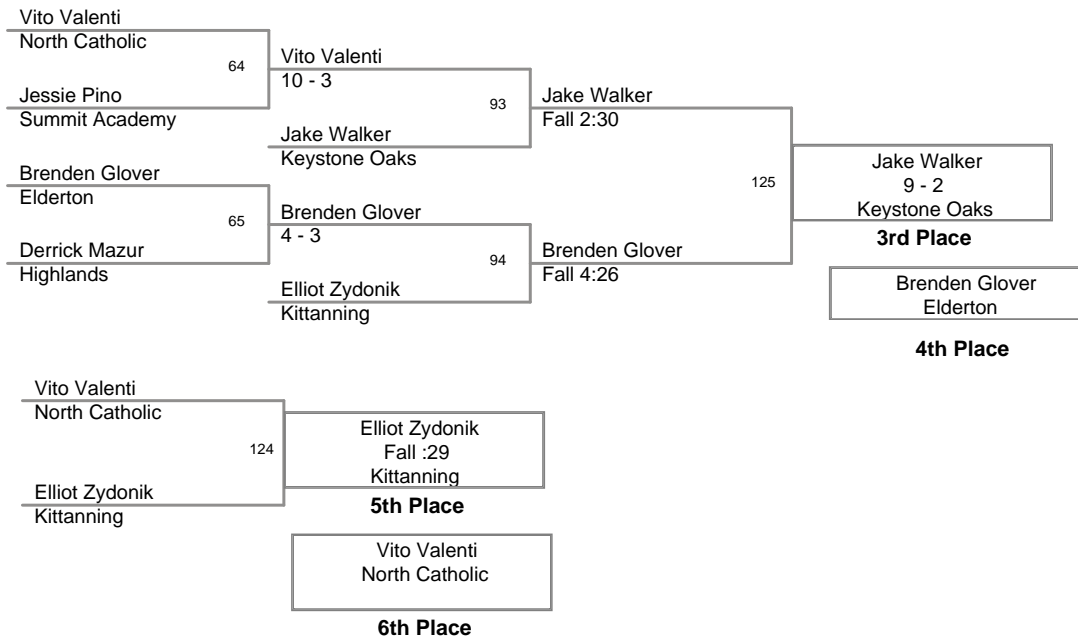 Vito Valenti
North Catholic
64
Jessie Pino
Summit Academy
Vito Valenti
10 - 3
93
Jake Walker
Keystone Oaks
Jake Walker
Fall 2:30
Brenden Glover
Elderton
65
Derrick Mazur
Highlands
Brenden Glover
4 - 3
94
Elliot Zydonik
Kittanning
Brenden Glover
Fall 4:26
125
Jake Walker
9 - 2
Keystone Oaks
3rd Place
Brenden Glover
Elderton
4th Place
Vito Valenti
North Catholic
124
Elliot Zydonik
Kittanning
Elliot Zydonik
Fall :29
Kittanning
5th Place
Vito Valenti
North Catholic
6th Place